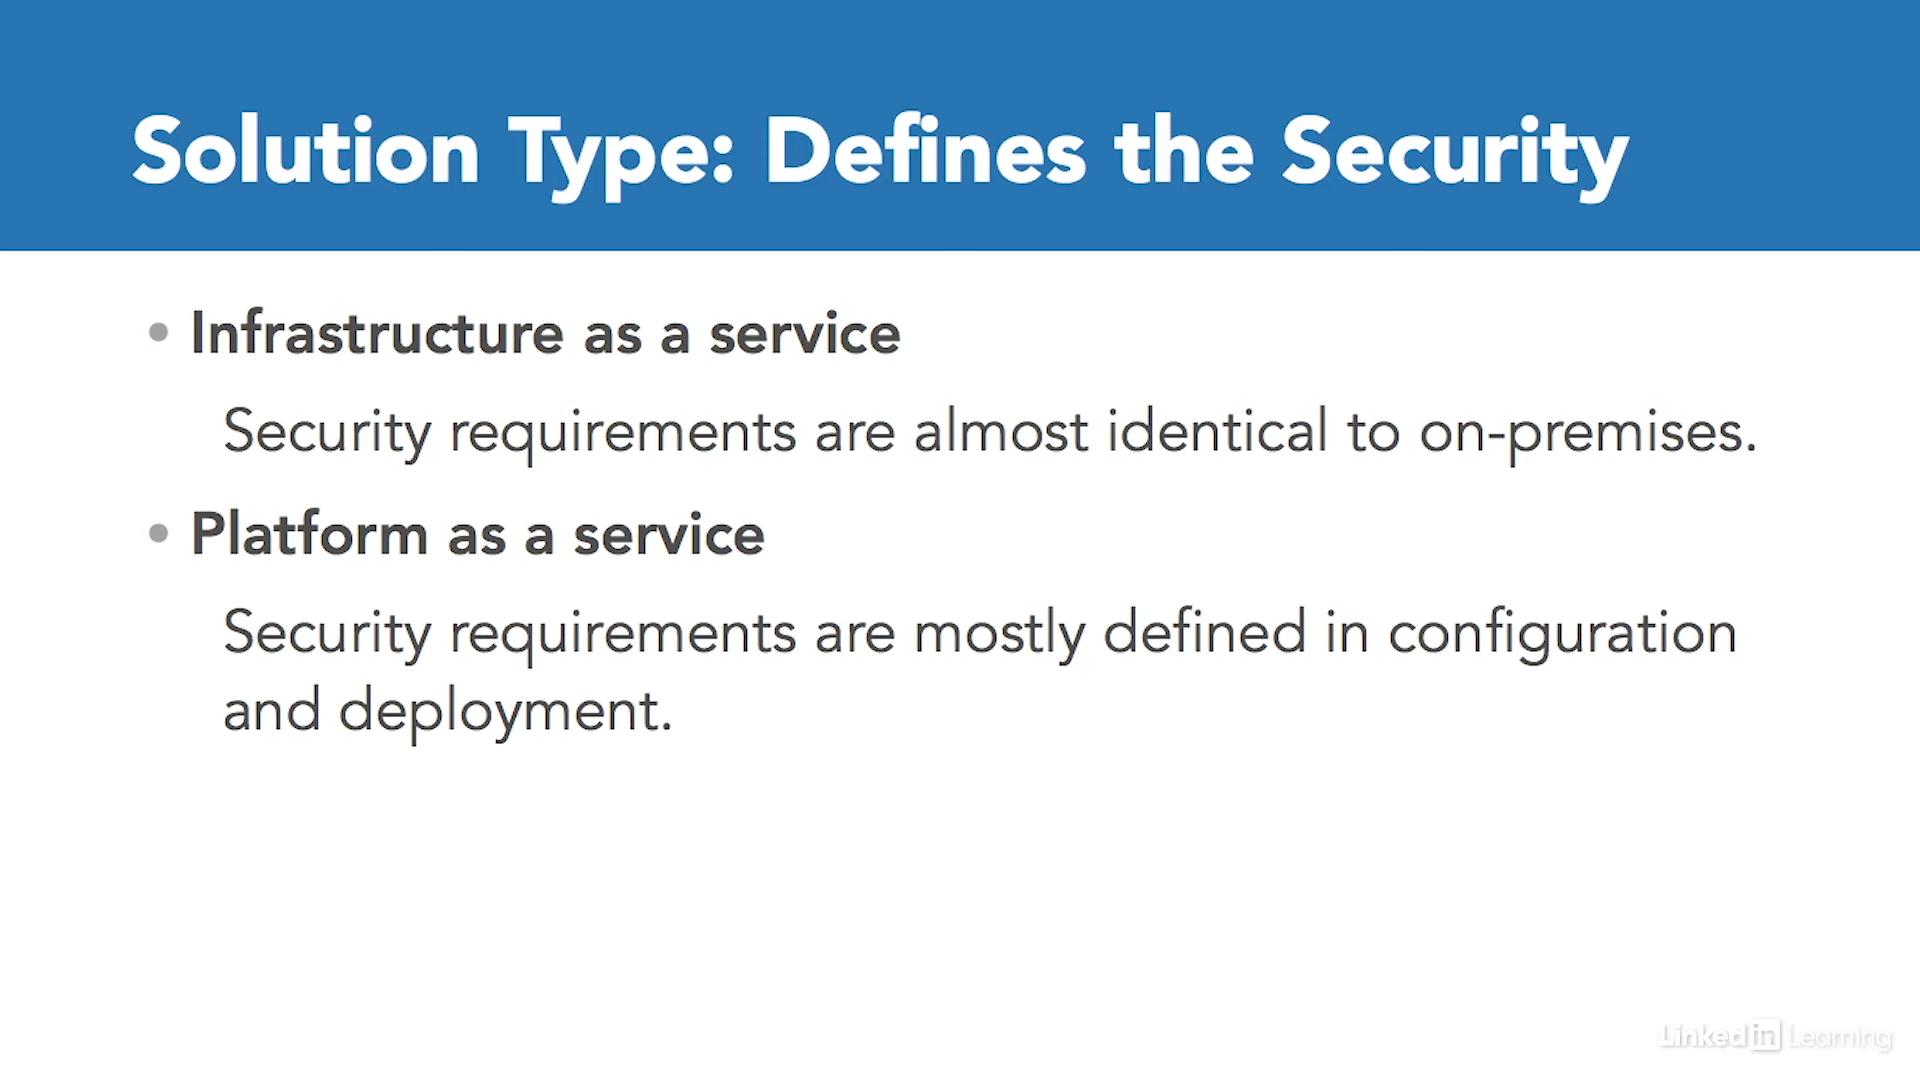 Solution Type: Defines the Security
• Infrastructure as a service
Security requirements are almost identical to on-premises.
• Platform as a service
Security requirements are mostly defined in configuration
and deployment.
Linked in Learning